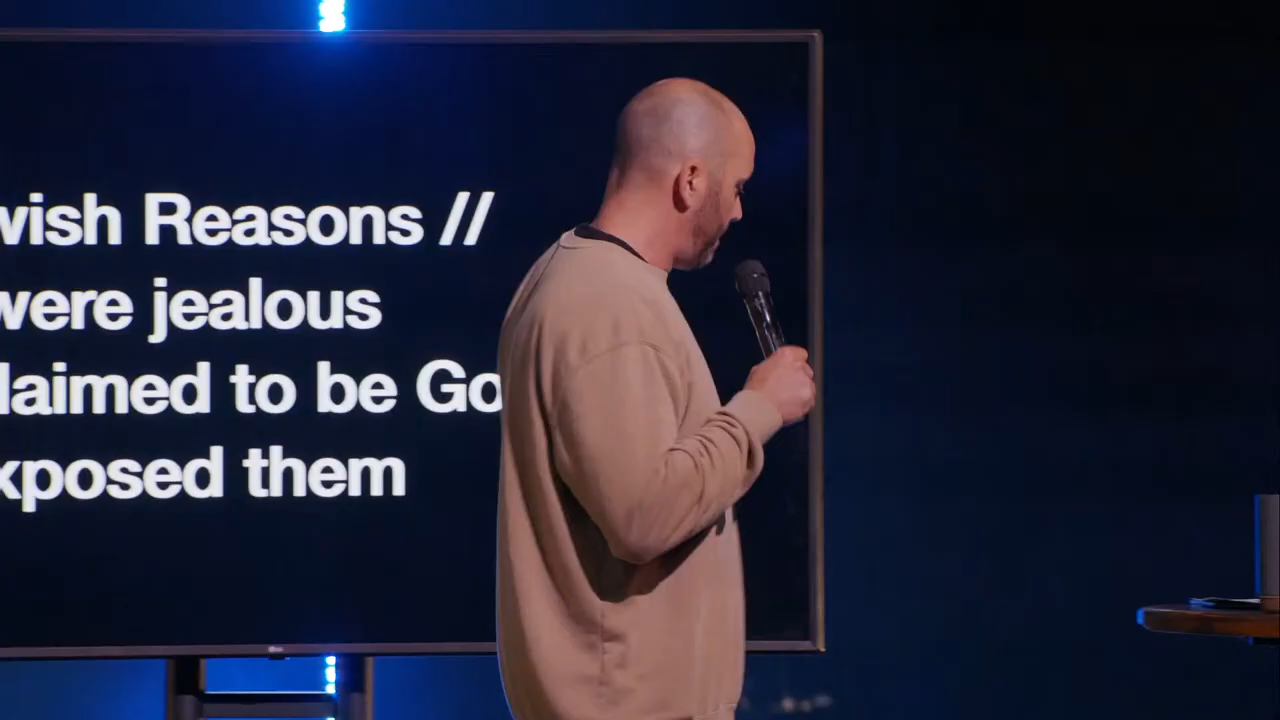 wish Reasons //
were jealous
laimed to be Go
xposed them